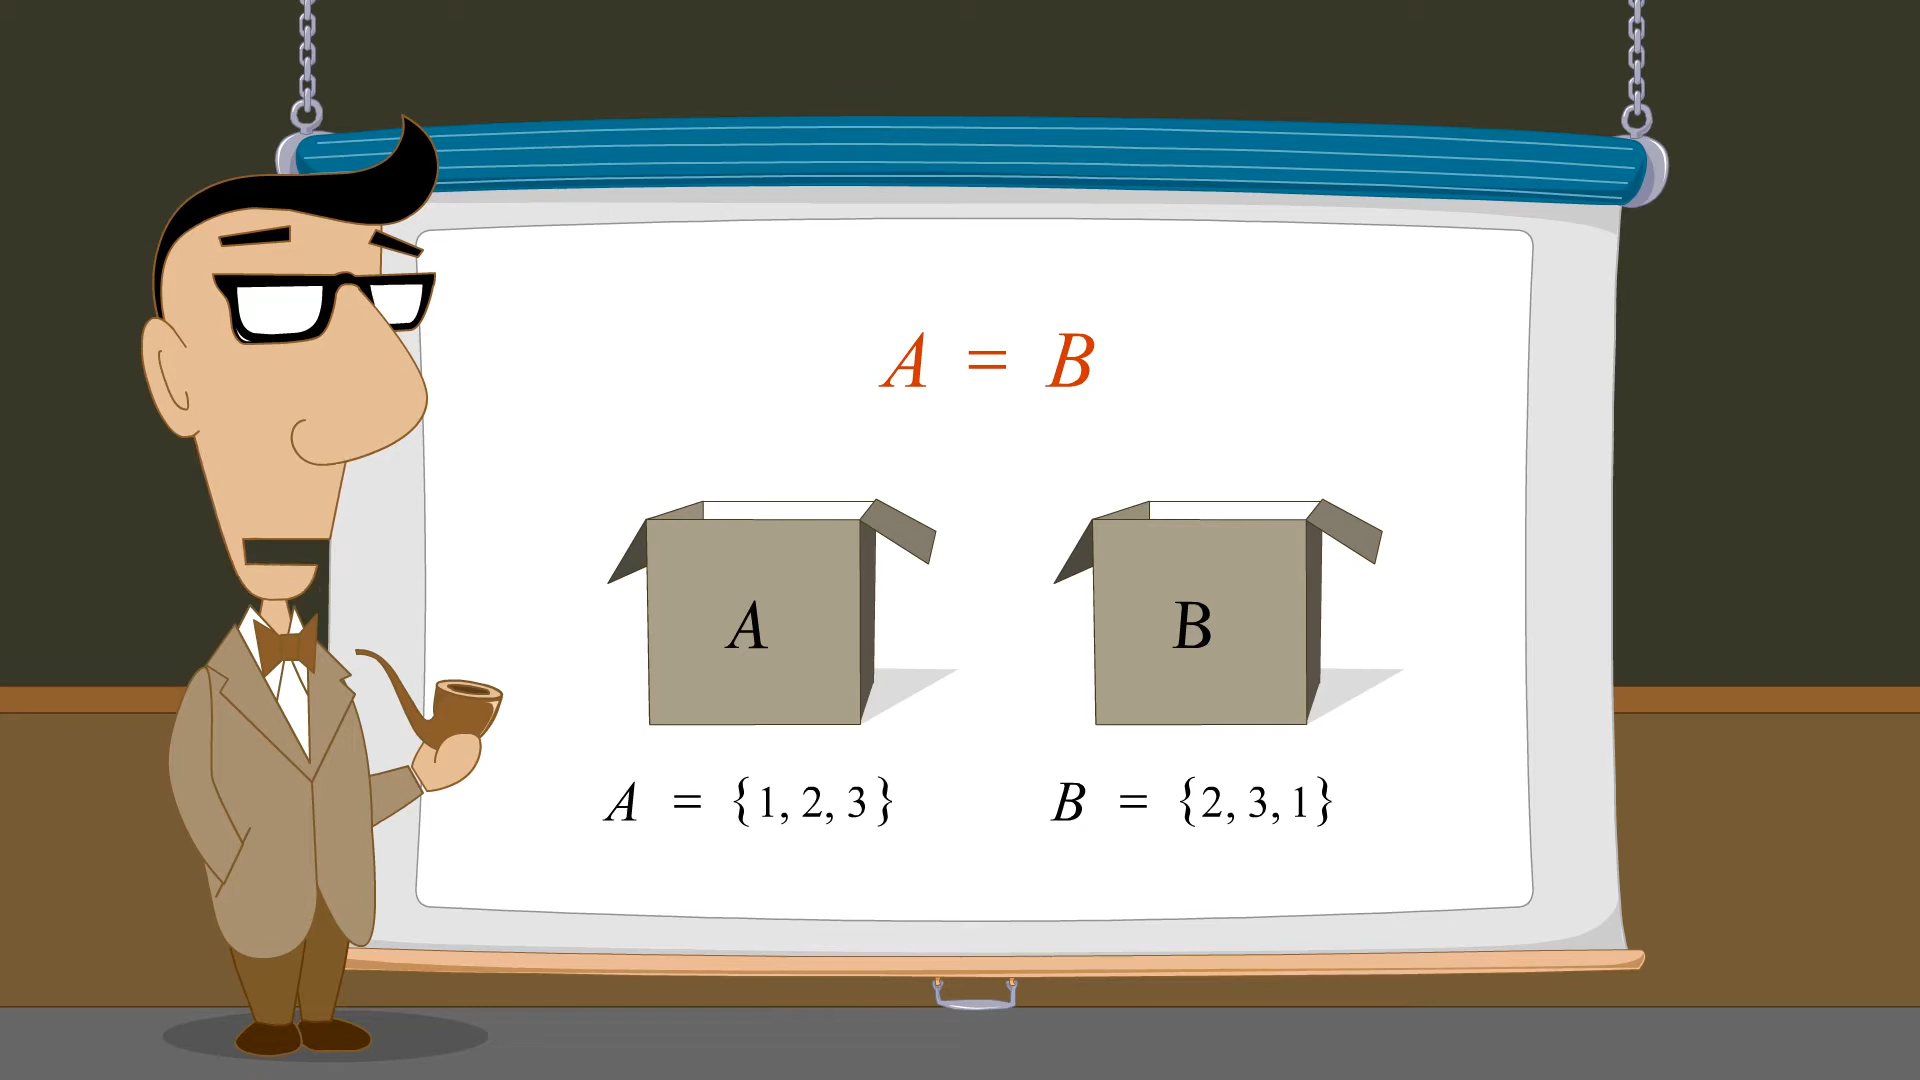 A = B
A B
A = {1, 2, 3} B = {2, 3, 1}